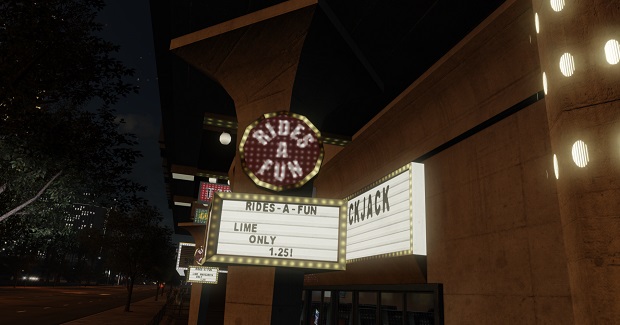 RIDES
A
FUN
RIDES-A-FUN
LIME
ONLY
1.25!
CKJACK